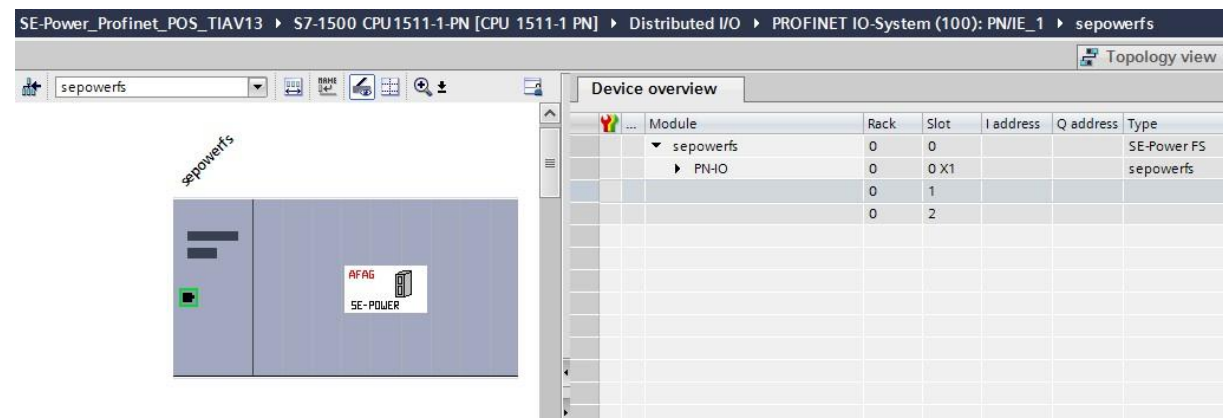 SE-Power_Profinet_POS_TIAV13 ▸ S7-1500 CPU1511-1-PN [CPU 1511-1 PN] ▸ Distributed I/O ▸ PROFINET IO-System (100): PN/IE_1 ▸ sepowerfs
Topology view
sepowerfs
NAME
Device overview
... Module Rack Slot I address Q address Type
sepowerfs 0 0 SE-Power FS
PN-IO 0 0 X1 sepowerfs
0 1
0 2
sepowerfs
AFAG
SE-POWER